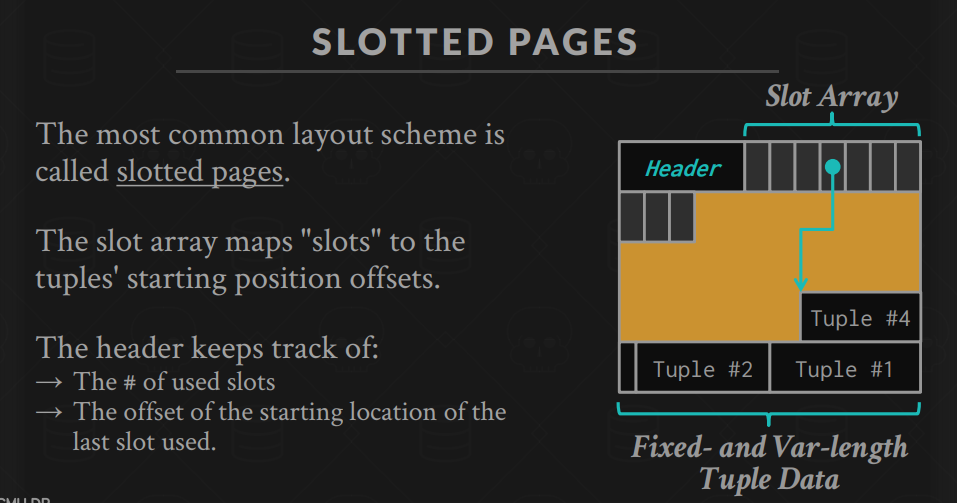 SLOTTED PAGES
The most common layout scheme is
called slotted pages.
The slot array maps "slots" to the
tuples' starting position offsets.
The header keeps track of:
→ The # of used slots
→ The offset of the starting location of the
last slot used.
Slot Array
Header
Tuple #4
Tuple #2
Tuple #1
Fixed- and Var-length
Tuple Data